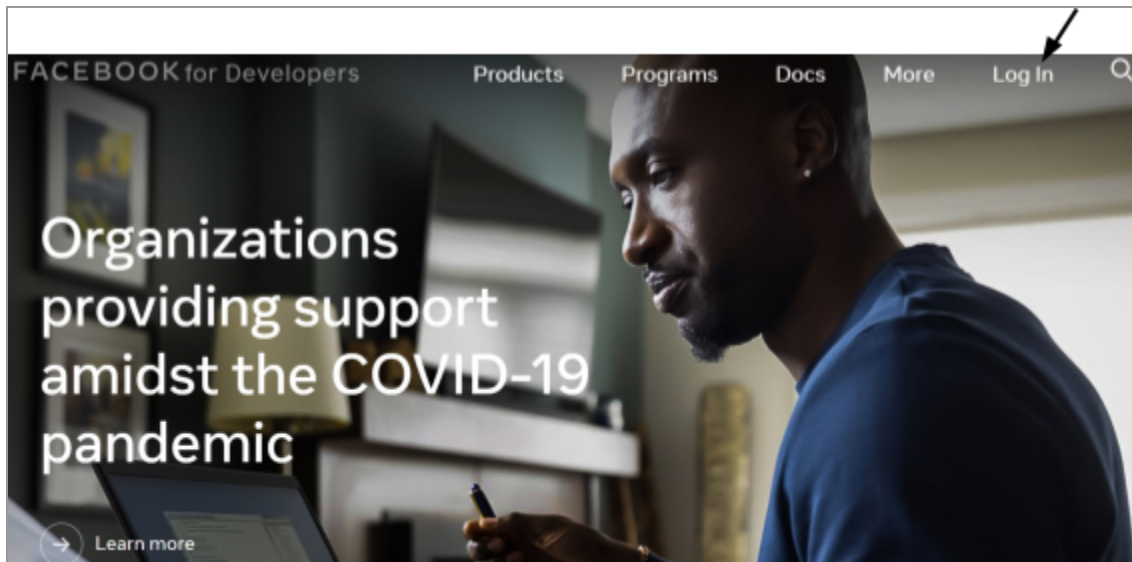 FACEBOOK for Developers Products Programs Docs More Log In
Organizations
providing support
amidst the COVID-19
pandemic
Learn more